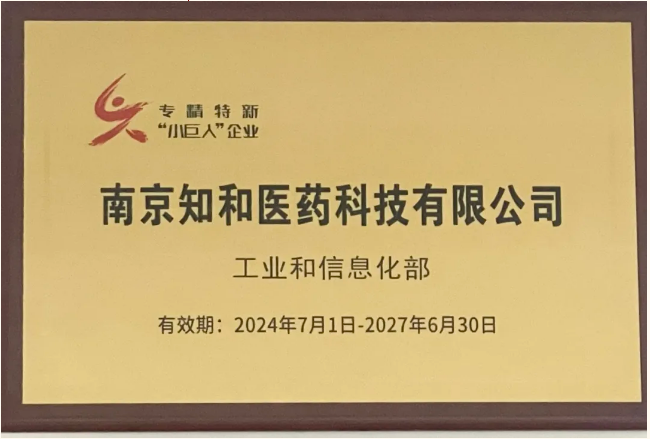 专精特新
“小巨人”企业
南京知和医药科技有限公司
工业和信息化部
有效期：2024年7月1日-2027年6月30日